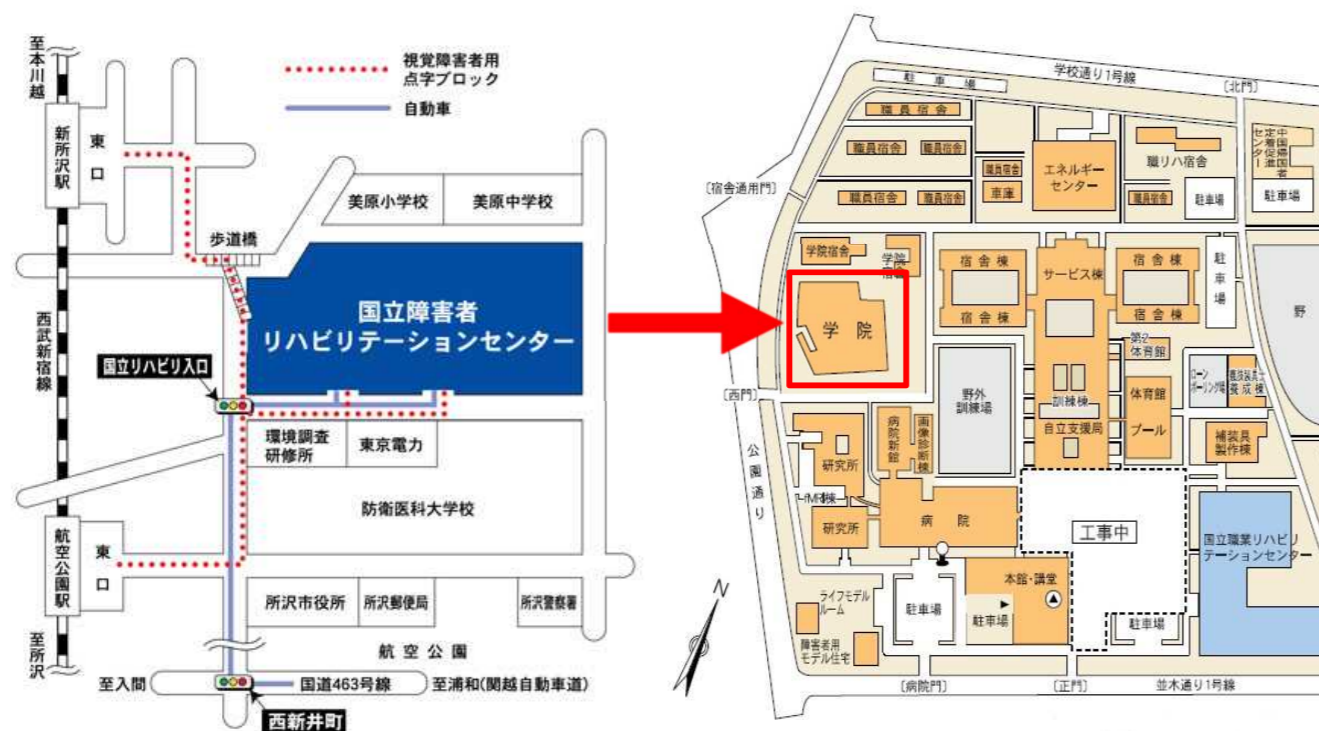 至本川越
新所沢駅
東口
西武新宿線
航空公園駅
東口
至所沢
視覚障害者用
点字ブロック
自動車
歩道橋
美原小学校
美原中学校
国立障害者
リハビリテーションセンター
国立リハビリ入口
環境調査
研修所
東京電力
防衛医科大学校
所沢市役所
所沢郵便局
所沢警察署
航空公園
至入間
国道463号線
至浦和(関越自動車道)
西新井町
学校通り1号線
〔北門〕
駐車場
職員宿舎
職員宿舎
職員宿舎
職員宿舎
職員宿舎
職員宿舎
車庫
エネルギー
センター
職リハ宿舎
職員宿舎
駐車場
中国帰国者
定着促進
センター
駐車場
〔宿舎通用門〕
学院宿舎
学院
宿舎
学院
宿舎棟
宿舎棟
サービス棟
宿舎棟
宿舎棟
駐車場
野
第2
体育館
〔西門〕
野外
訓練場
訓練棟
自立支援局
体育館
プール
ローン
ボーリング場
補装具
製作棟
公園通り
研究所
病院新館
画像診断棟
fMRI棟
研究所
病院
工事中
国立職業リハビリ
テーションセンター
N
ライフモデル
ルーム
障害者用
モデル住宅
駐車場
本館・講堂
駐車場
駐車場
〔病院門〕
〔正門〕
並木通り1号線